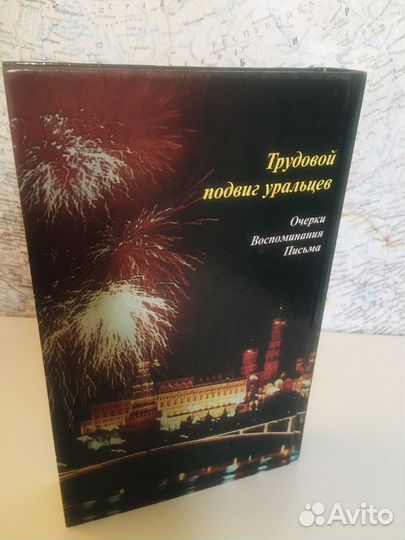 Трудовой
подвиг уральцев
Очерки
Воспоминания
Письма
Avito